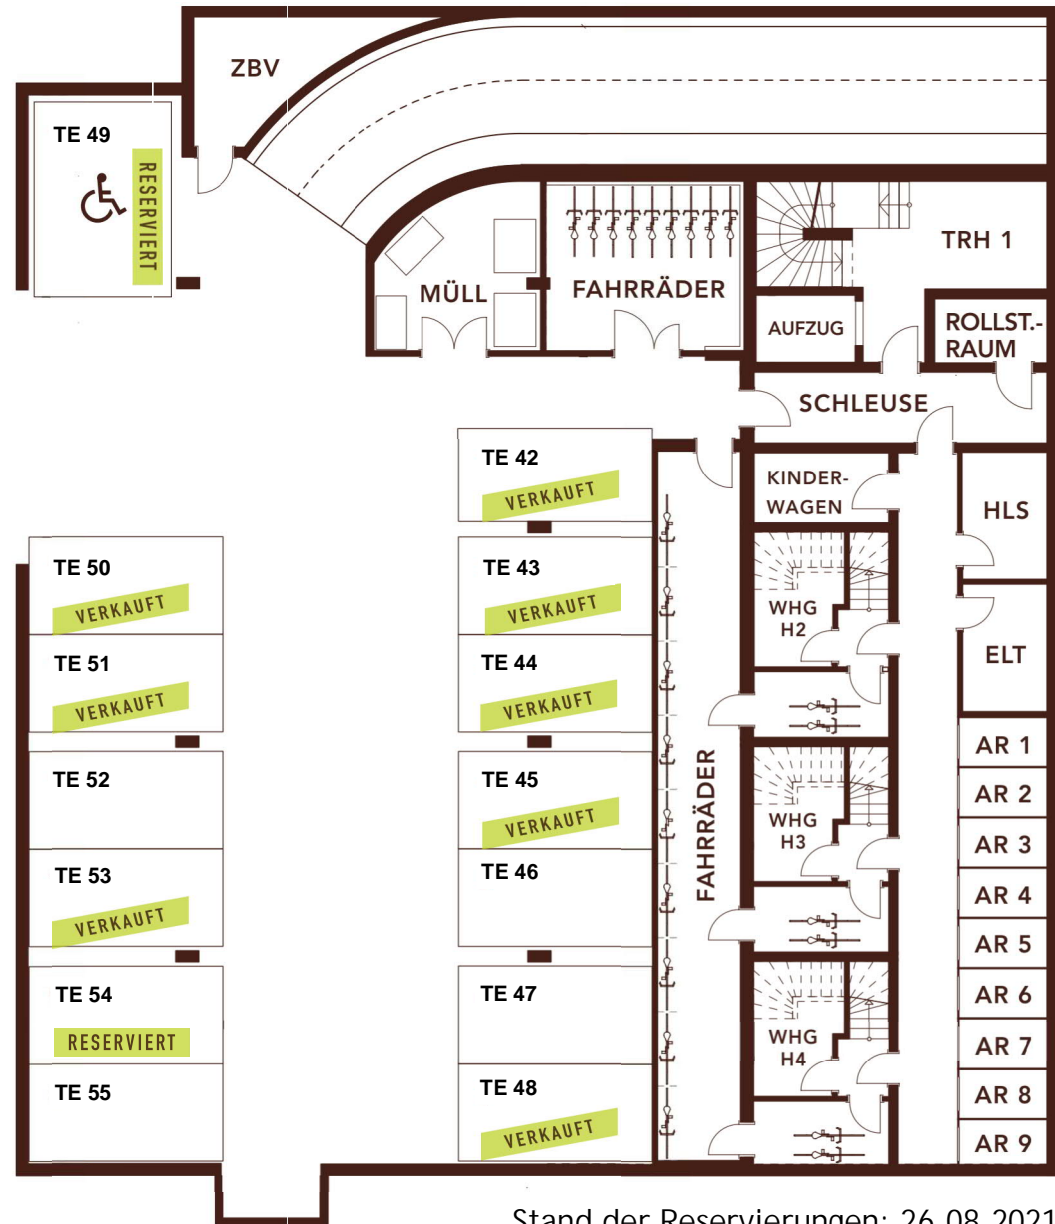 ZBV
TE 49
RESERVIERT
MÜLL
FAHRRÄDER
TRH 1
AUFZUG
ROLLST.-
RAUM
SCHLEUSE
TE 42
VERKAUFT
KINDER-
WAGEN
HLS
TE 50
VERKAUFT
TE 43
VERKAUFT
WHG
H2
TE 51
VERKAUFT
TE 44
VERKAUFT
ELT
FAHRRÄDER
AR 1
TE 52
TE 45
VERKAUFT
AR 2
WHG
H3
AR 3
TE 53
VERKAUFT
TE 46
AR 4
AR 5
TE 54
RESERVIERT
TE 47
AR 6
WHG
H4
AR 7
TE 55
TE 48
VERKAUFT
AR 8
AR 9
Stand der Reservierungen: 26.08.2021